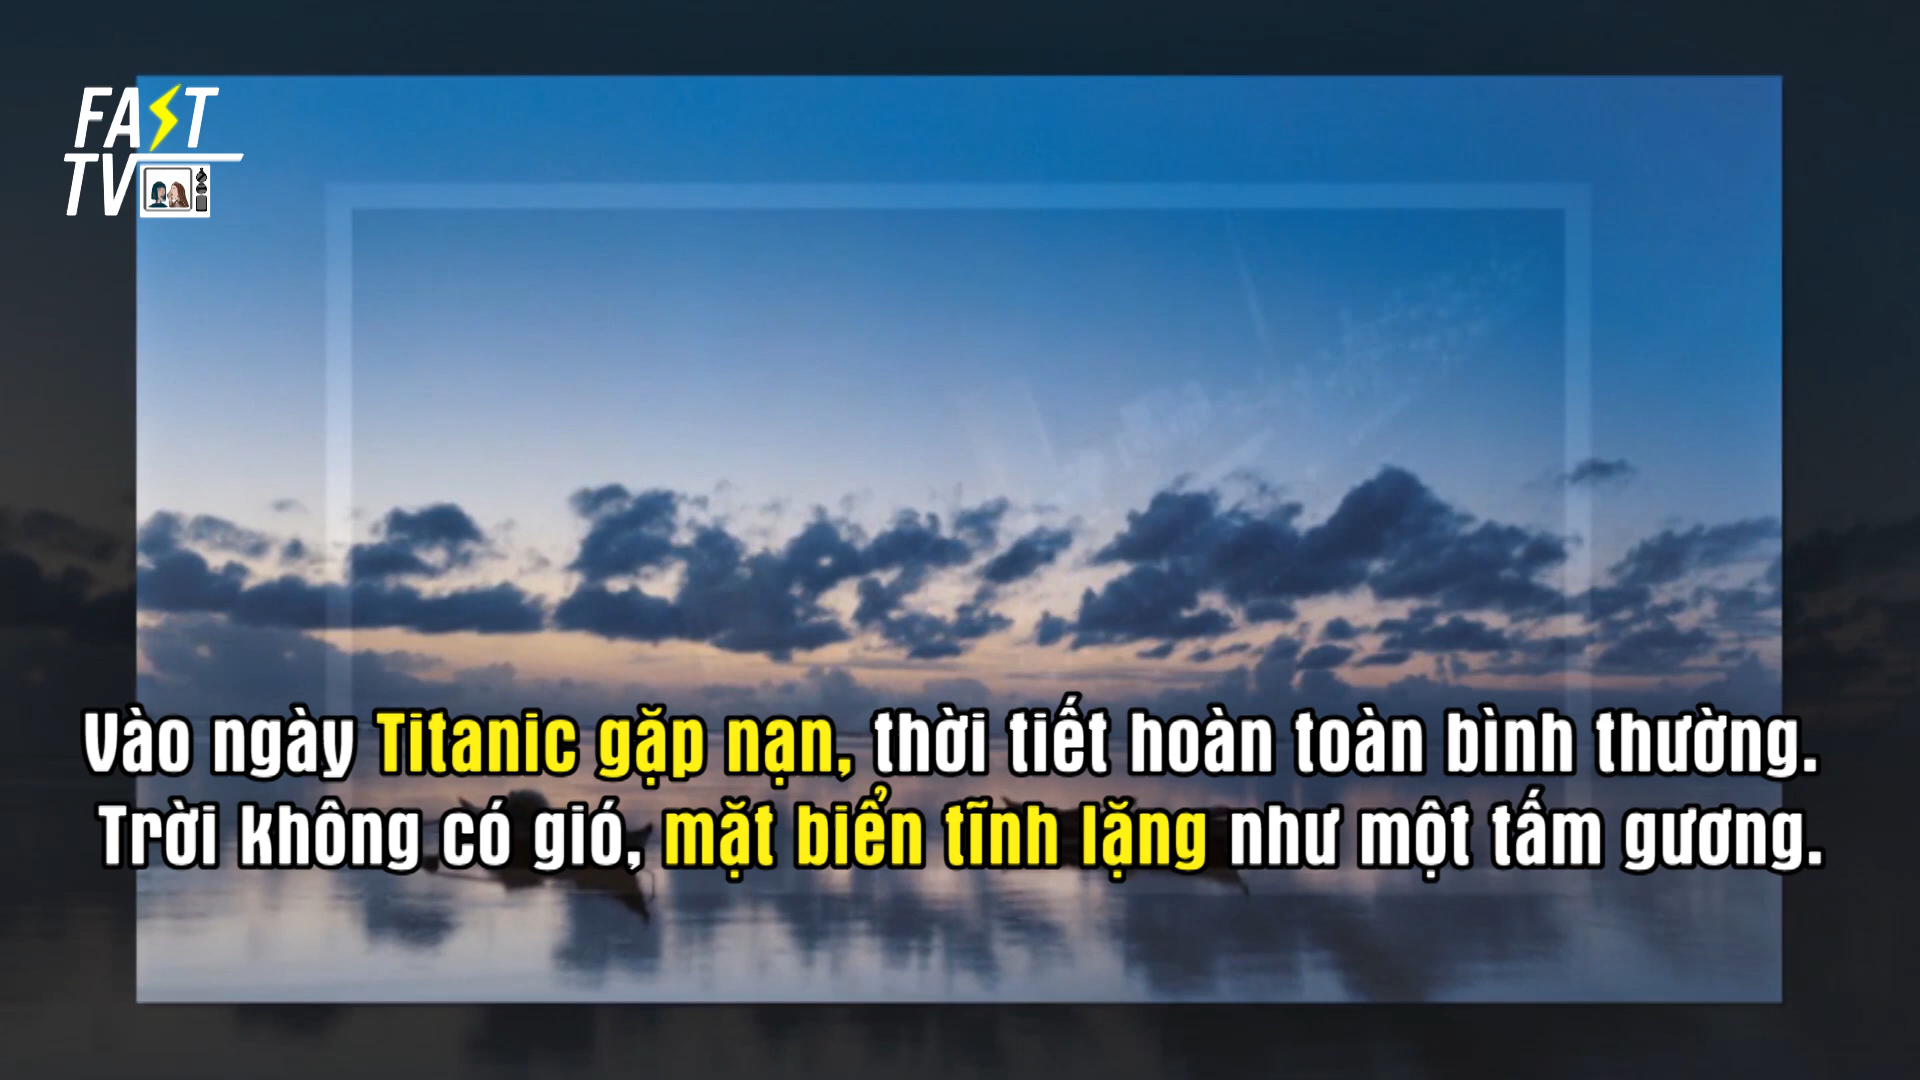 FAST
TV
Vào ngày Titanic gặp nạn, thời tiết hoàn toàn bình thường.
Trời không có gió, mặt biển tĩnh lặng như một tấm gương.